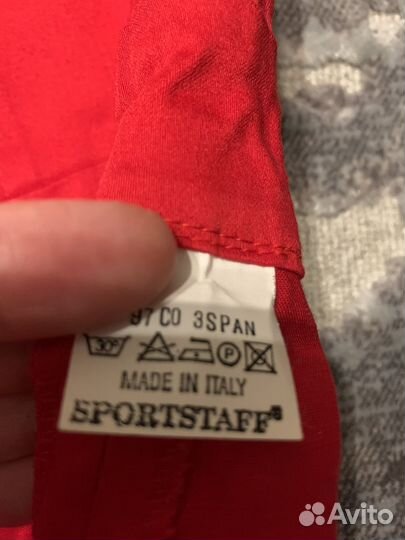 97 CO 3SPAN
30°
P
MADE IN ITALY
SPORTSTAFF®
Avito